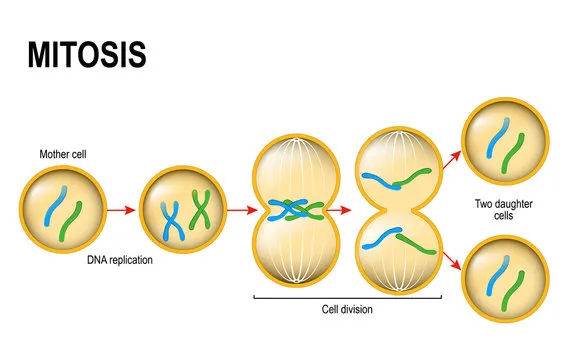 MITOSIS
Mother cell
DNA replication
Cell division
Two daughter
cells